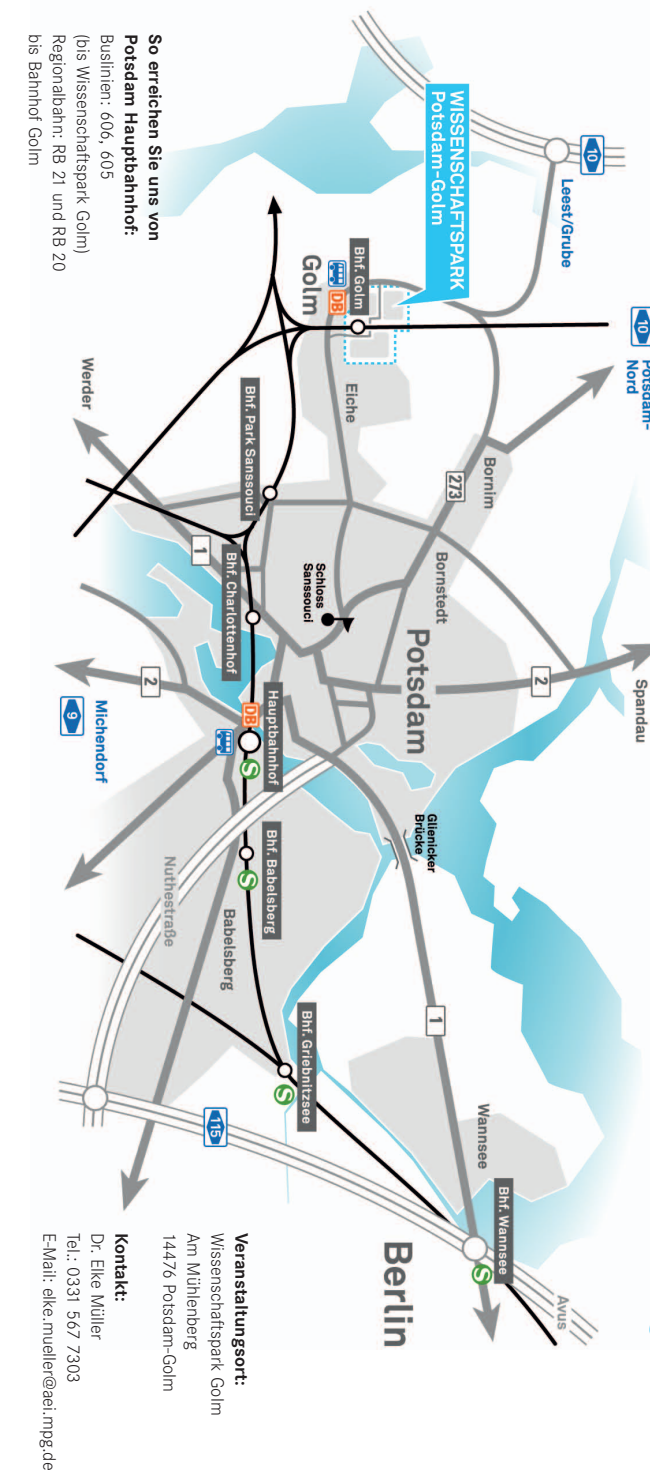 10
Leest/Grube
10
Potsdam-
Nord
WISSENSCHAFTSPARK
Potsdam-Golm
Bhf. Golm
DB
Golm
Eiche
Bornim
273
Bornstedt
Potsdam
2
Spandau
Schloss
Sanssouci
Werder
Bhf. Park Sanssouci
1
Bhf. Charlottenhof
2
Michendorf
9
Hauptbahnhof
DB
S
Bhf. Babelsberg
S
Babelsberg
Nuthestraße
Glienicker
Brücke
1
Bhf. Griebnitzsee
S
115
Wannsee
Bhf. Wannsee
S
Avus
Berlin
So erreichen Sie uns von
Potsdam Hauptbahnhof:
Buslinien: 606, 605
(bis Wissenschaftspark Golm)
Regionalbahn: RB 21 und RB 20
bis Bahnhof Golm
Veranstaltungsort:
Wissenschaftspark Golm
Am Mühlenberg
14476 Potsdam-Golm
Kontakt:
Dr. Elke Müller
Tel.: 0331 567 7303
E-Mail: elke.mueller@aei.mpg.de